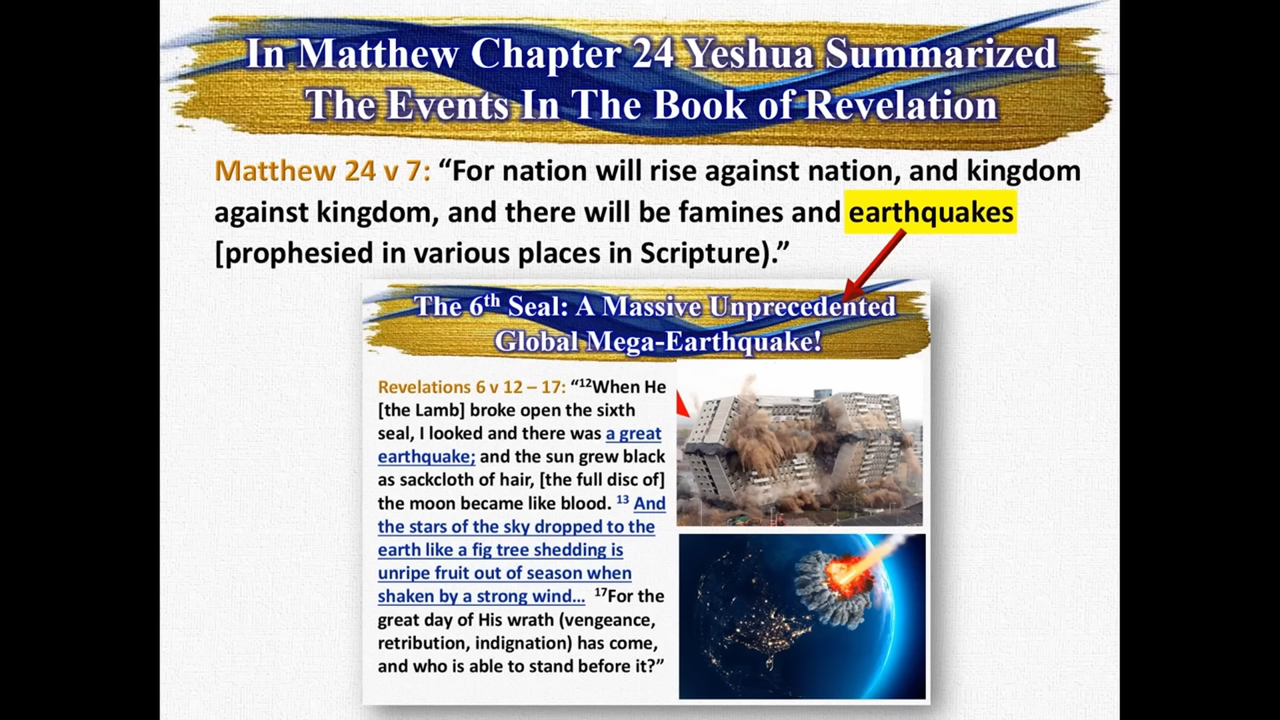 In Matthew Chapter 24 Yeshua Summarized
The Events In The Book of Revelation
Matthew 24 v 7: “For nation will rise against nation, and kingdom
against kingdom, and there will be famines and earthquakes
[prophesied in various places in Scripture).”
The 6th Seal: A Massive Unprecedented
Global Mega-Earthquake!
Revelations 6 v 12 – 17: “12When He
[the Lamb] broke open the sixth
seal, I looked and there was a great
earthquake; and the sun grew black
as sackcloth of hair, [the full disc of]
the moon became like blood. 13 And
the stars of the sky dropped to the
earth like a fig tree shedding is
unripe fruit out of season when
shaken by a strong wind... 17For the
great day of His wrath (vengeance,
retribution, indignation) has come,
and who is able to stand before it?”